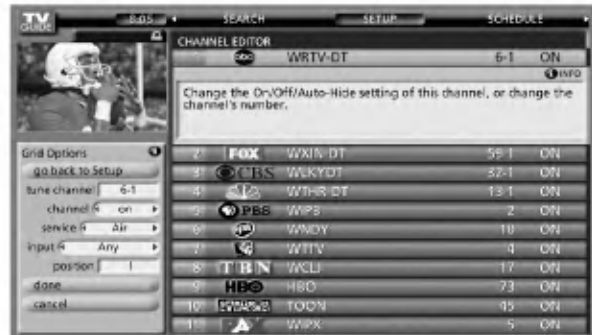 TV GUIDE
8:05
SEARCH SETUP SCHEDULE
CHANNEL EDITOR
abc WRTV-DT 6-1 ON
INFO
Change the On/Off/Auto-Hide setting of this channel, or change the
channel's number.
Grid Options
go back to Setup
tune channel 6-1
channel on
service Air
input Any
position 1
done
cancel
2 FOX WXIN-DT 59-1 ON
3 CBS WLKYDT 32-1 ON
4 WTHR-DT 13-1 ON
5 PBS WIPB 2 ON
6 WNDY 10 ON
7 WTTV 4 ON
8 TBN WCLJ 17 ON
9 HBO HBO 73 ON
10 TOON 45 ON
11 WIPX 5 ON